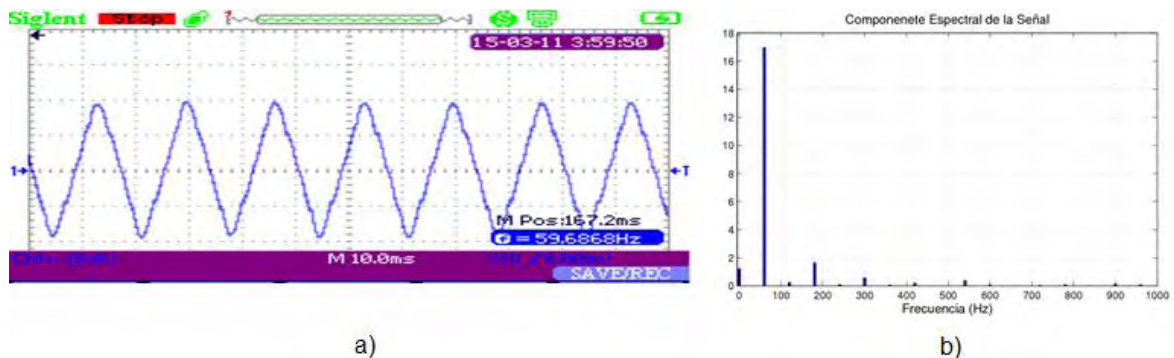 Siglent Stop
15-03-11 3:59:50
1
T
M Pos:167.2ms
f = 59.6868Hz
M 10.0ms
SAVE/REC
Componenete Espectral de la Señal
18
16
14
12
10
8
6
4
2
0
0 100 200 300 400 500 600 700 800 900 1000
Frecuencia (Hz)
a) b)